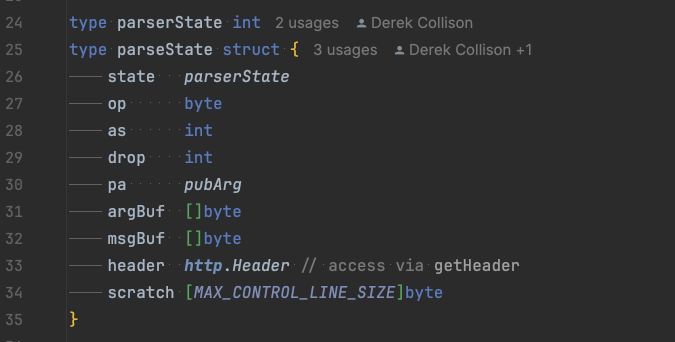 24 type parserState int 2 usages Derek Collison
25 type parseState struct { 3 usages Derek Collison +1
26 state parserState
27 op byte
28 as int
29 drop int
30 pa pubArg
31 argBuf []byte
32 msgBuf []byte
33 header http.Header // access via getHeader
34 scratch [MAX_CONTROL_LINE_SIZE]byte
35 }